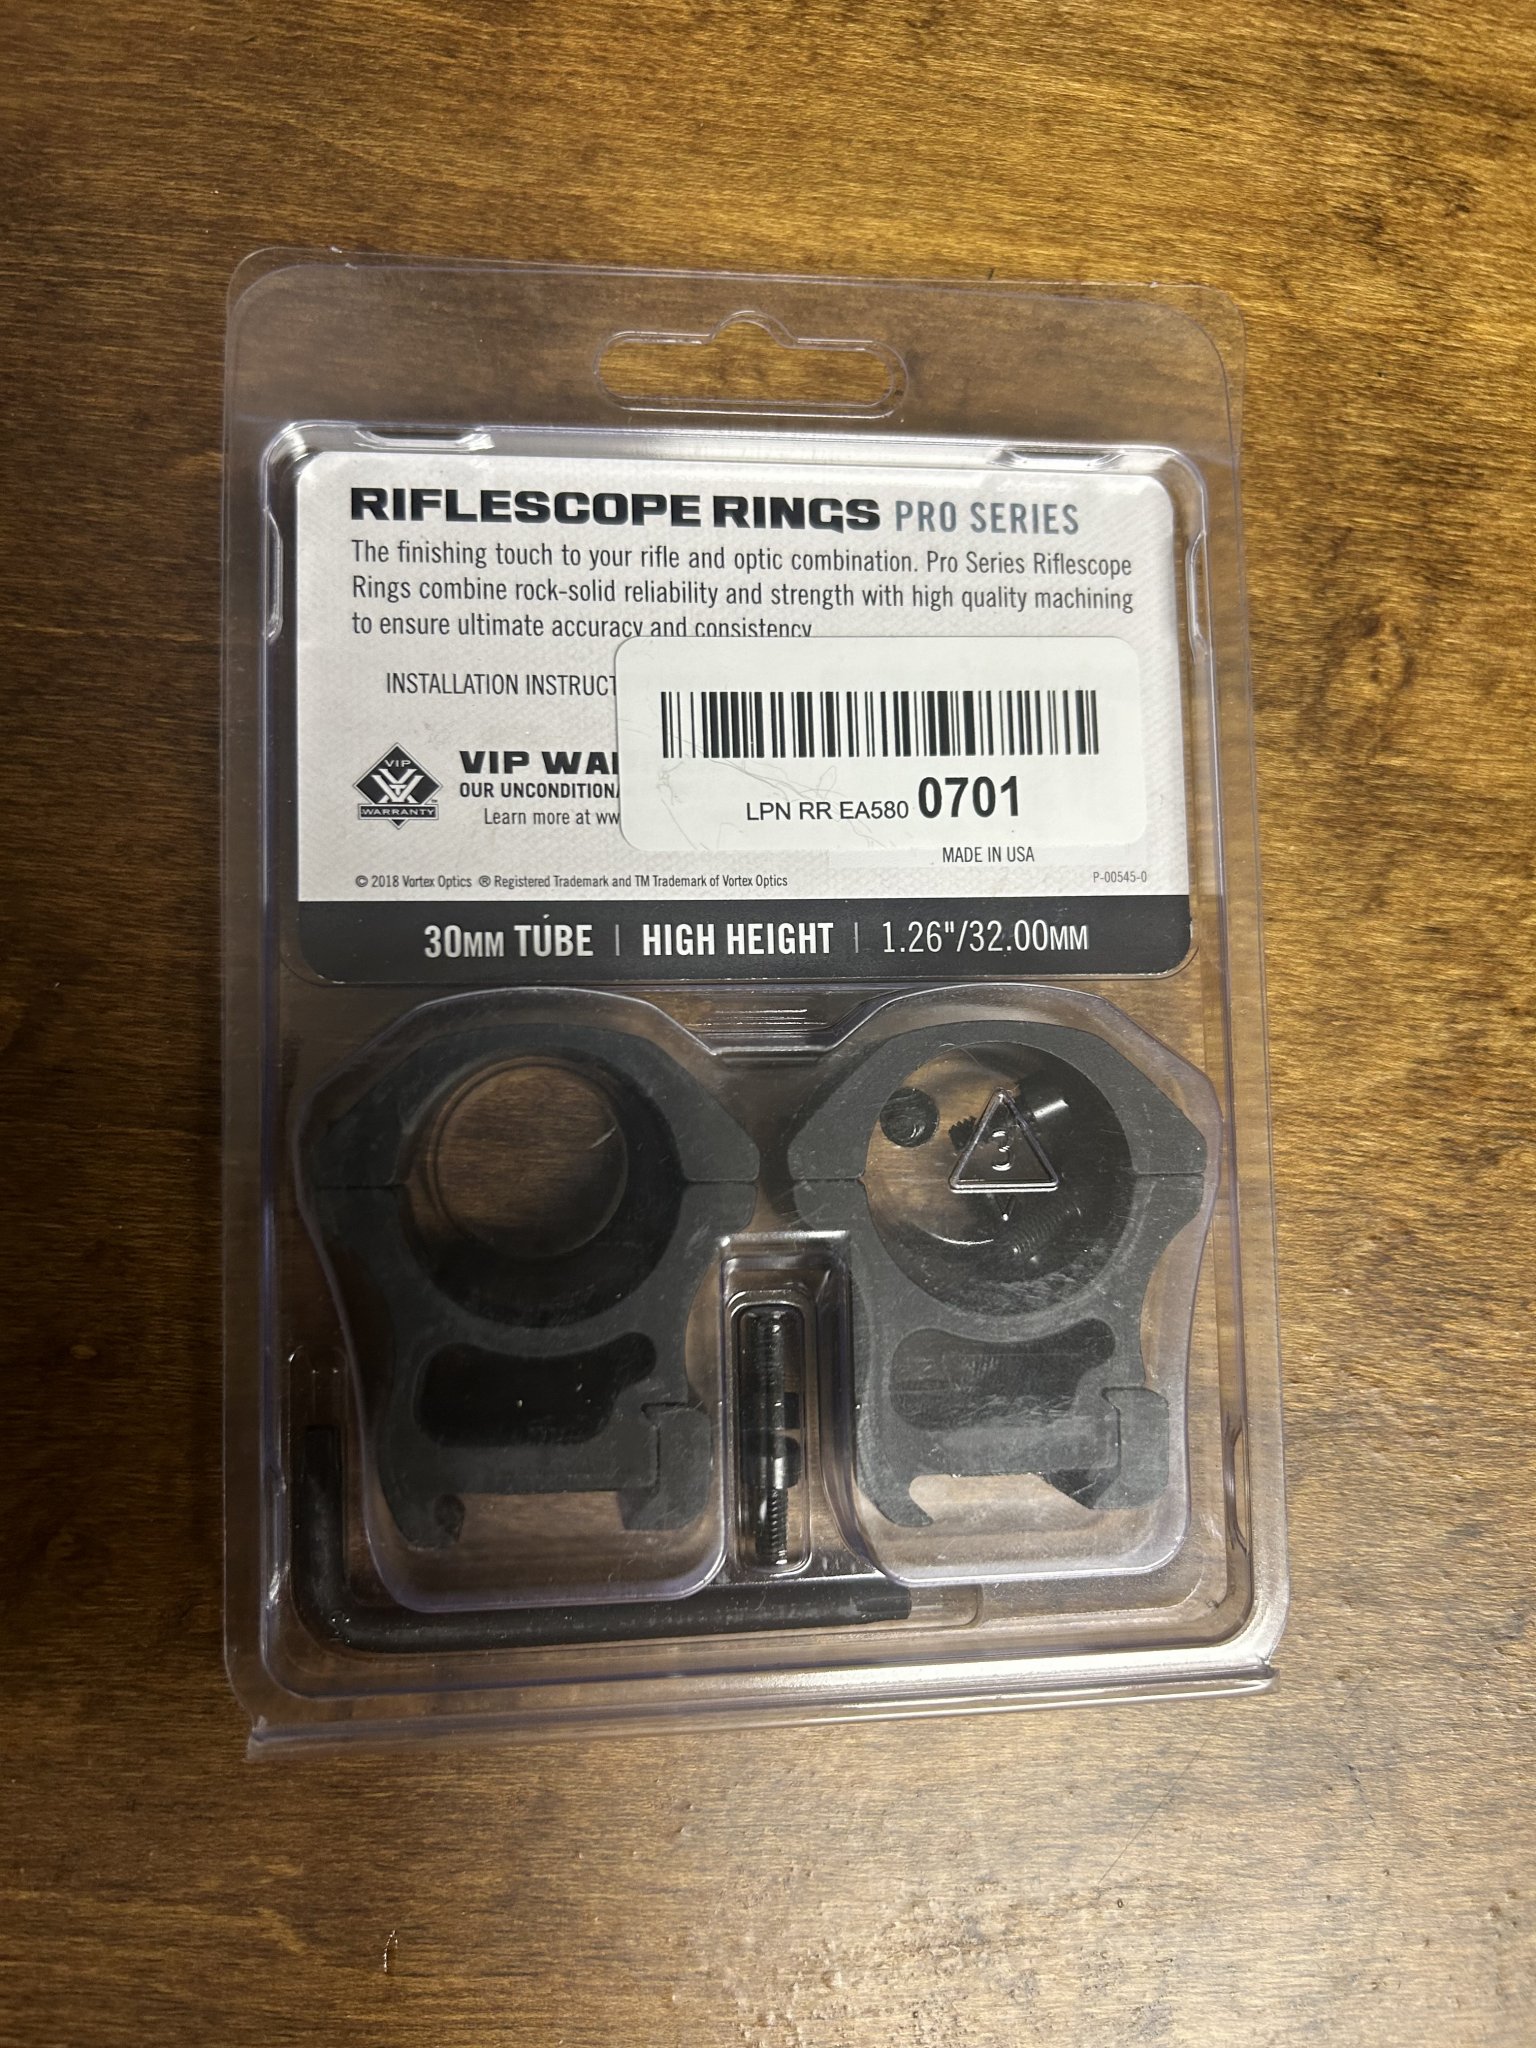 RIFLESCOPE RINGS PRO SERIES
The finishing touch to your rifle and optic combination. Pro Series Riflescope
Rings combine rock-solid reliability and strength with high quality machining
to ensure ultimate accuracy and consistency
INSTALLATION INSTRUCT
VIP
WARRANTY
VIP WAR
OUR UNCONDITIONA
Learn more at ww
LPN RR EA580 0701
MADE IN USA
© 2018 Vortex Optics ® Registered Trademark and TM Trademark of Vortex Optics
P-00545-0
30MM TUBE | HIGH HEIGHT | 1.26"/32.00MM
3
V